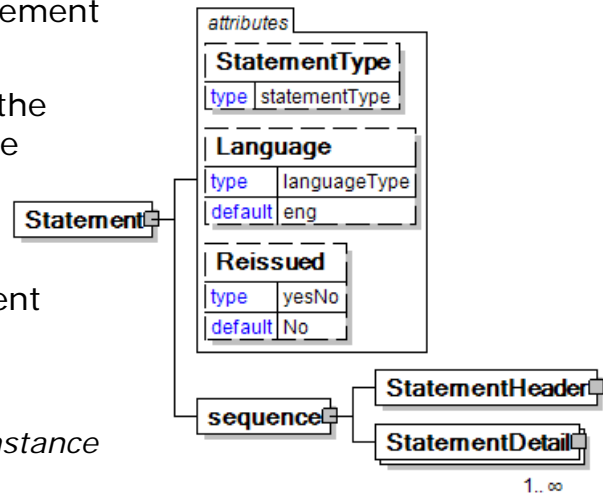 ement
the
e
ent
nstance
attributes
StatementType
type statementType
Language
type languageType
default eng
Reissued
type yesNo
default No
Statement
sequence
StatementHeader
StatementDetail
1.. ∞